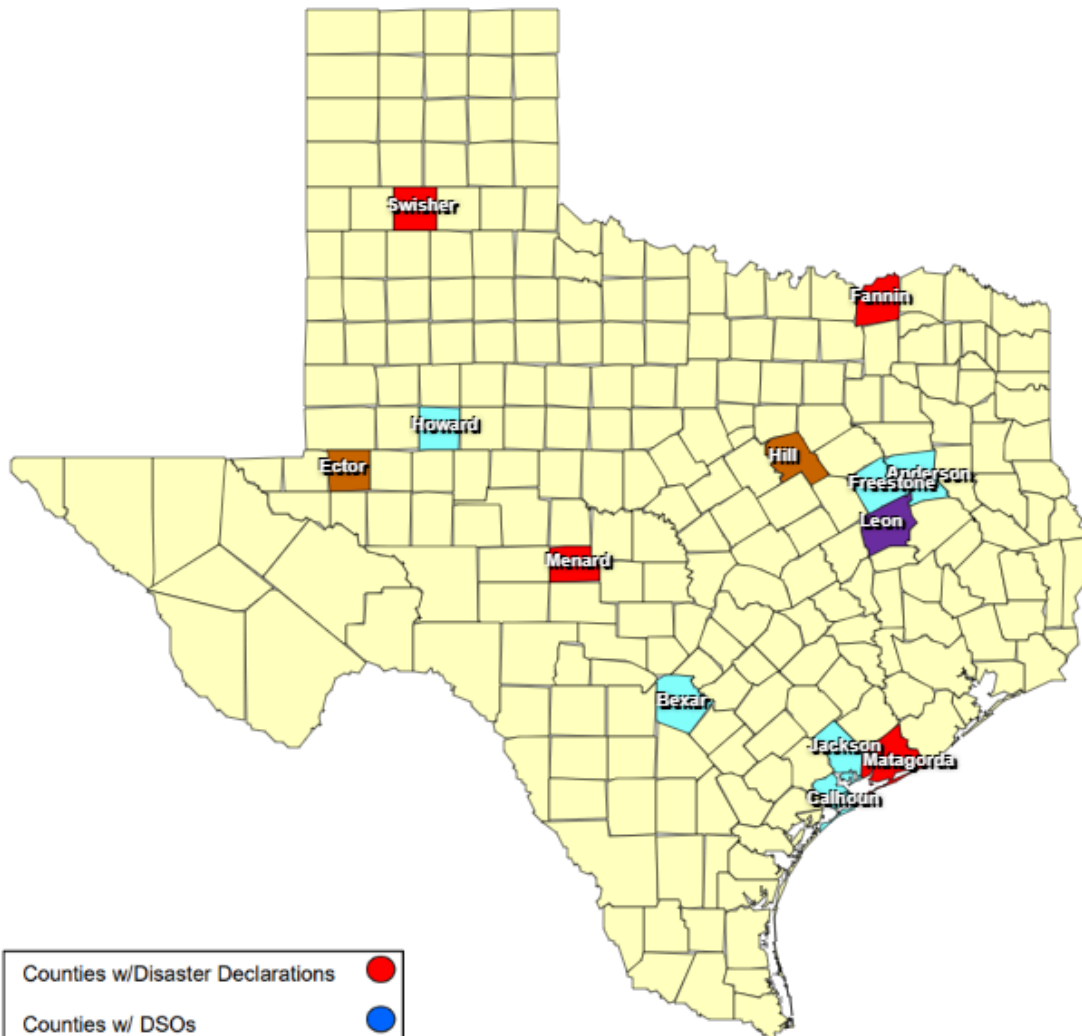 Swisher
Fannin
Howard
Hill
Ector
Anderson
Freestone
Leon
Menard
Bexar
Jackson
Matagorda
Calhoun
Counties w/Disaster Declarations
Counties w/ DSOs